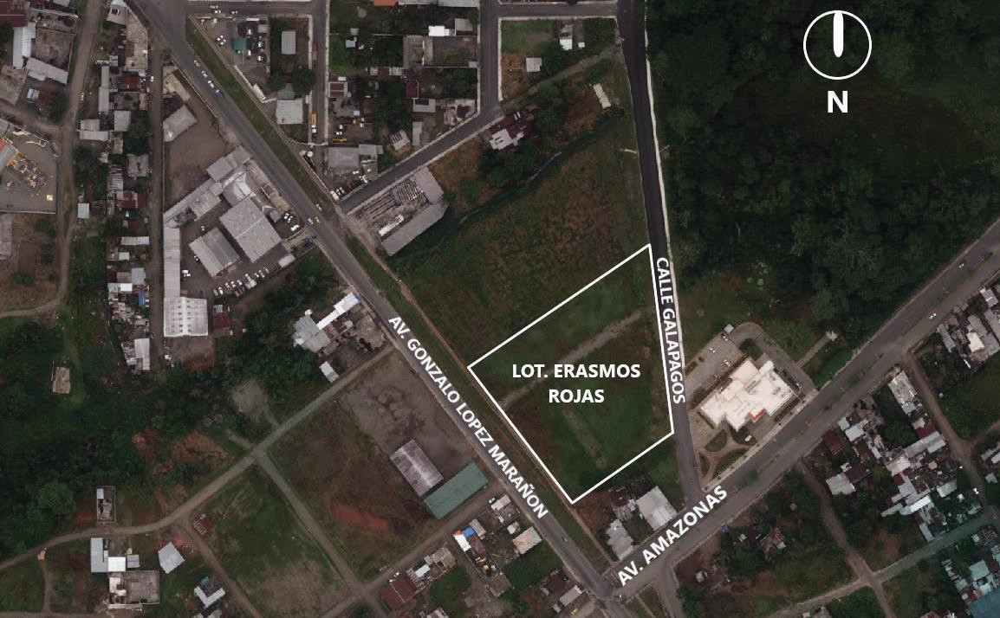 N
CALLE GALAPAGOS
AV. GONZALO LOPEZ MARAÑON
LOT. ERASMOS
ROJAS
AV. AMAZONAS